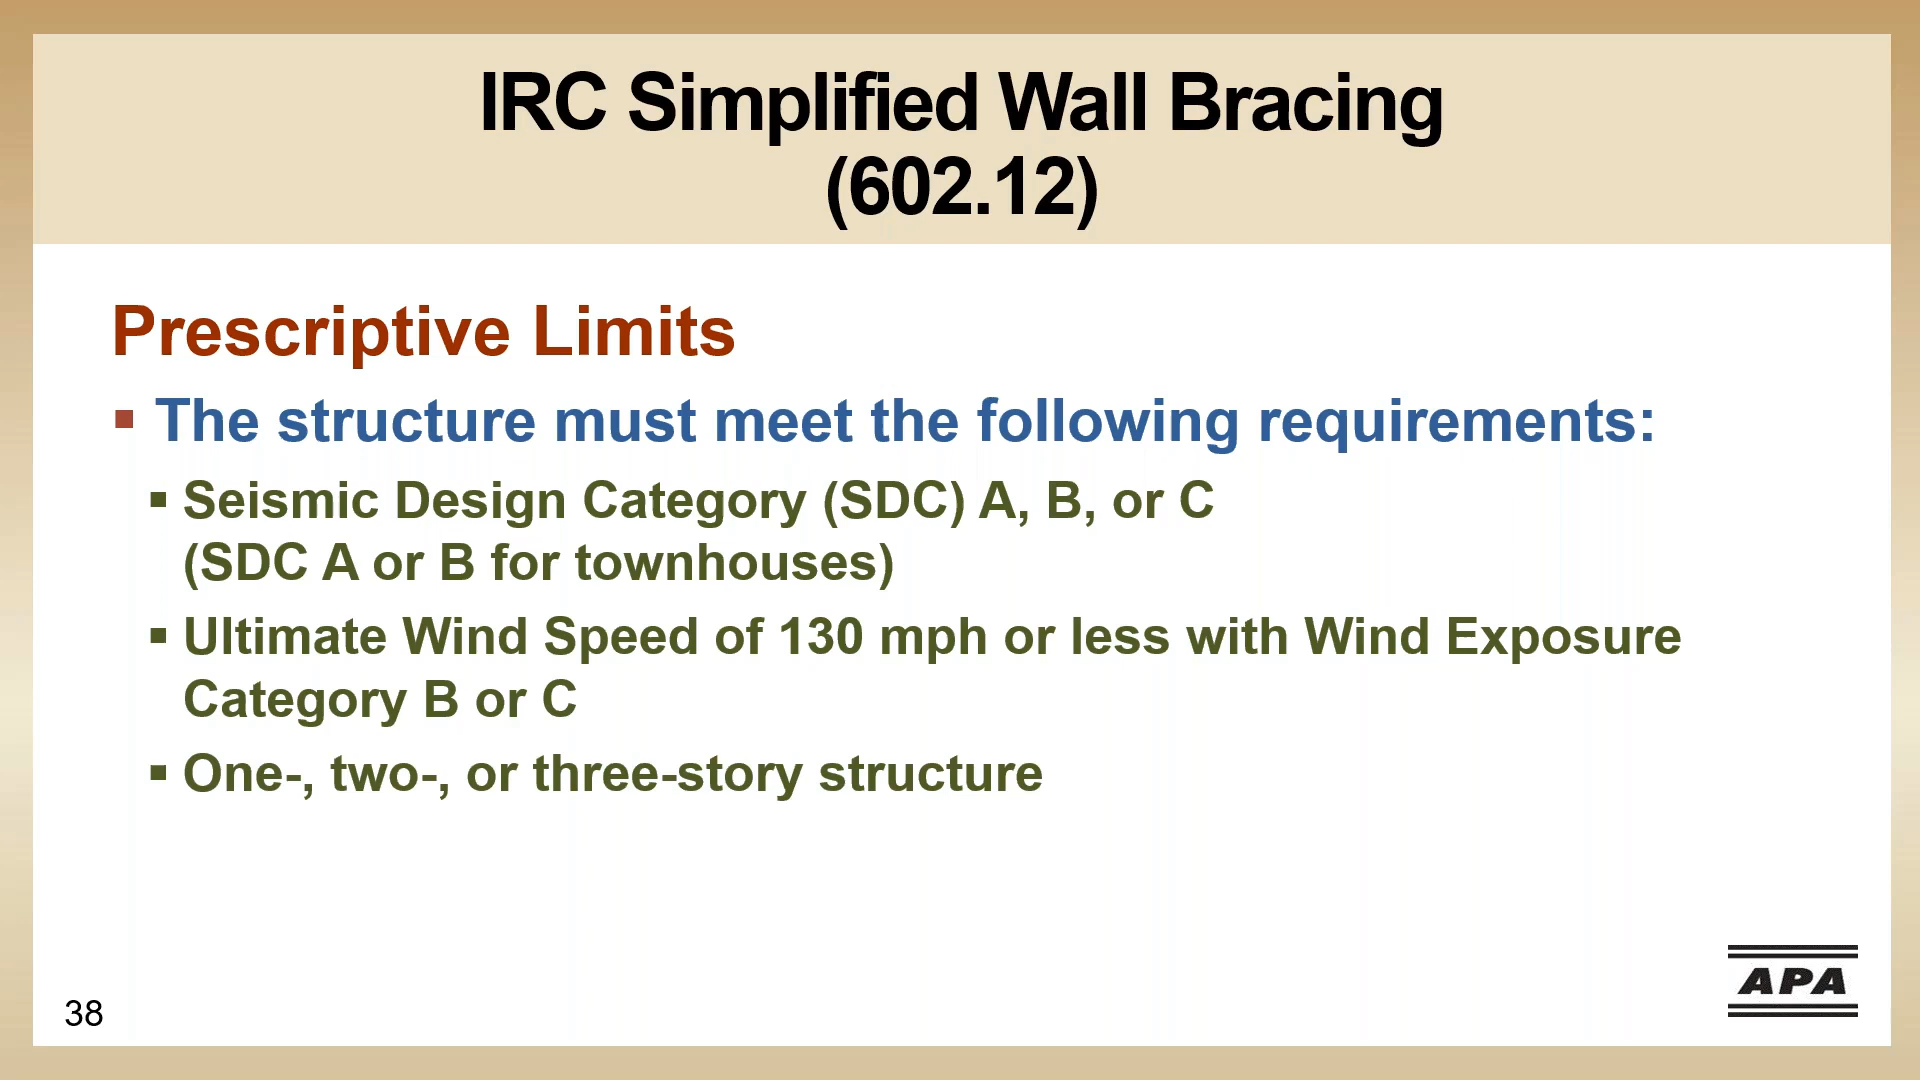 IRC Simplified Wall Bracing
(602.12)
Prescriptive Limits
▪ The structure must meet the following requirements:
▪ Seismic Design Category (SDC) A, B, or C
(SDC A or B for townhouses)
▪ Ultimate Wind Speed of 130 mph or less with Wind Exposure
Category B or C
▪ One-, two-, or three-story structure
APA
38